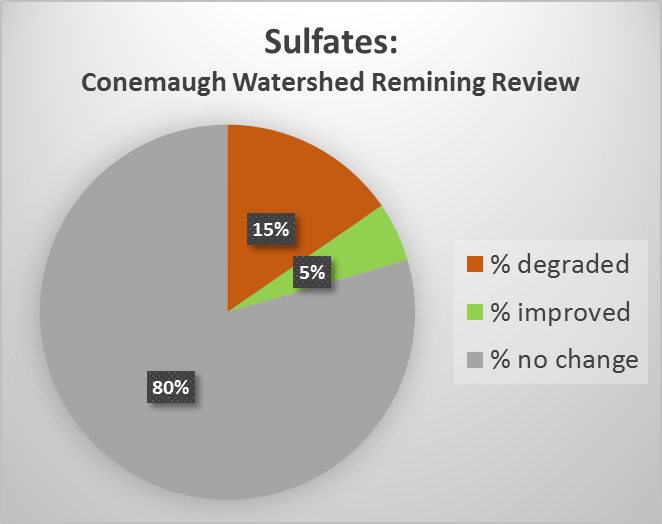 Sulfates:
Conemaugh Watershed Remining Review
15%
5%
80%
% degraded
% improved
% no change